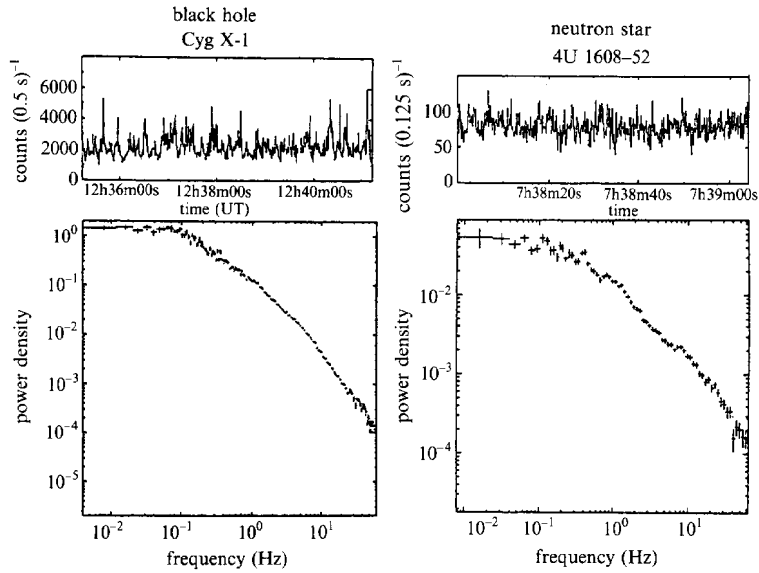 black hole
Cyg X-1
counts (0.5 s)⁻¹
6000
4000
2000
0
12h36m00s 12h38m00s 12h40m00s
time (UT)
power density
10⁰
10⁻¹
10⁻²
10⁻³
10⁻⁴
10⁻⁵
10⁻² 10⁻¹ 10⁰ 10¹
frequency (Hz)
neutron star
4U 1608–52
counts (0.125 s)⁻¹
100
50
0
7h38m20s 7h38m40s 7h39m00s
time
power density
10⁻²
10⁻³
10⁻⁴
10⁻² 10⁻¹ 10⁰ 10¹
frequency (Hz)